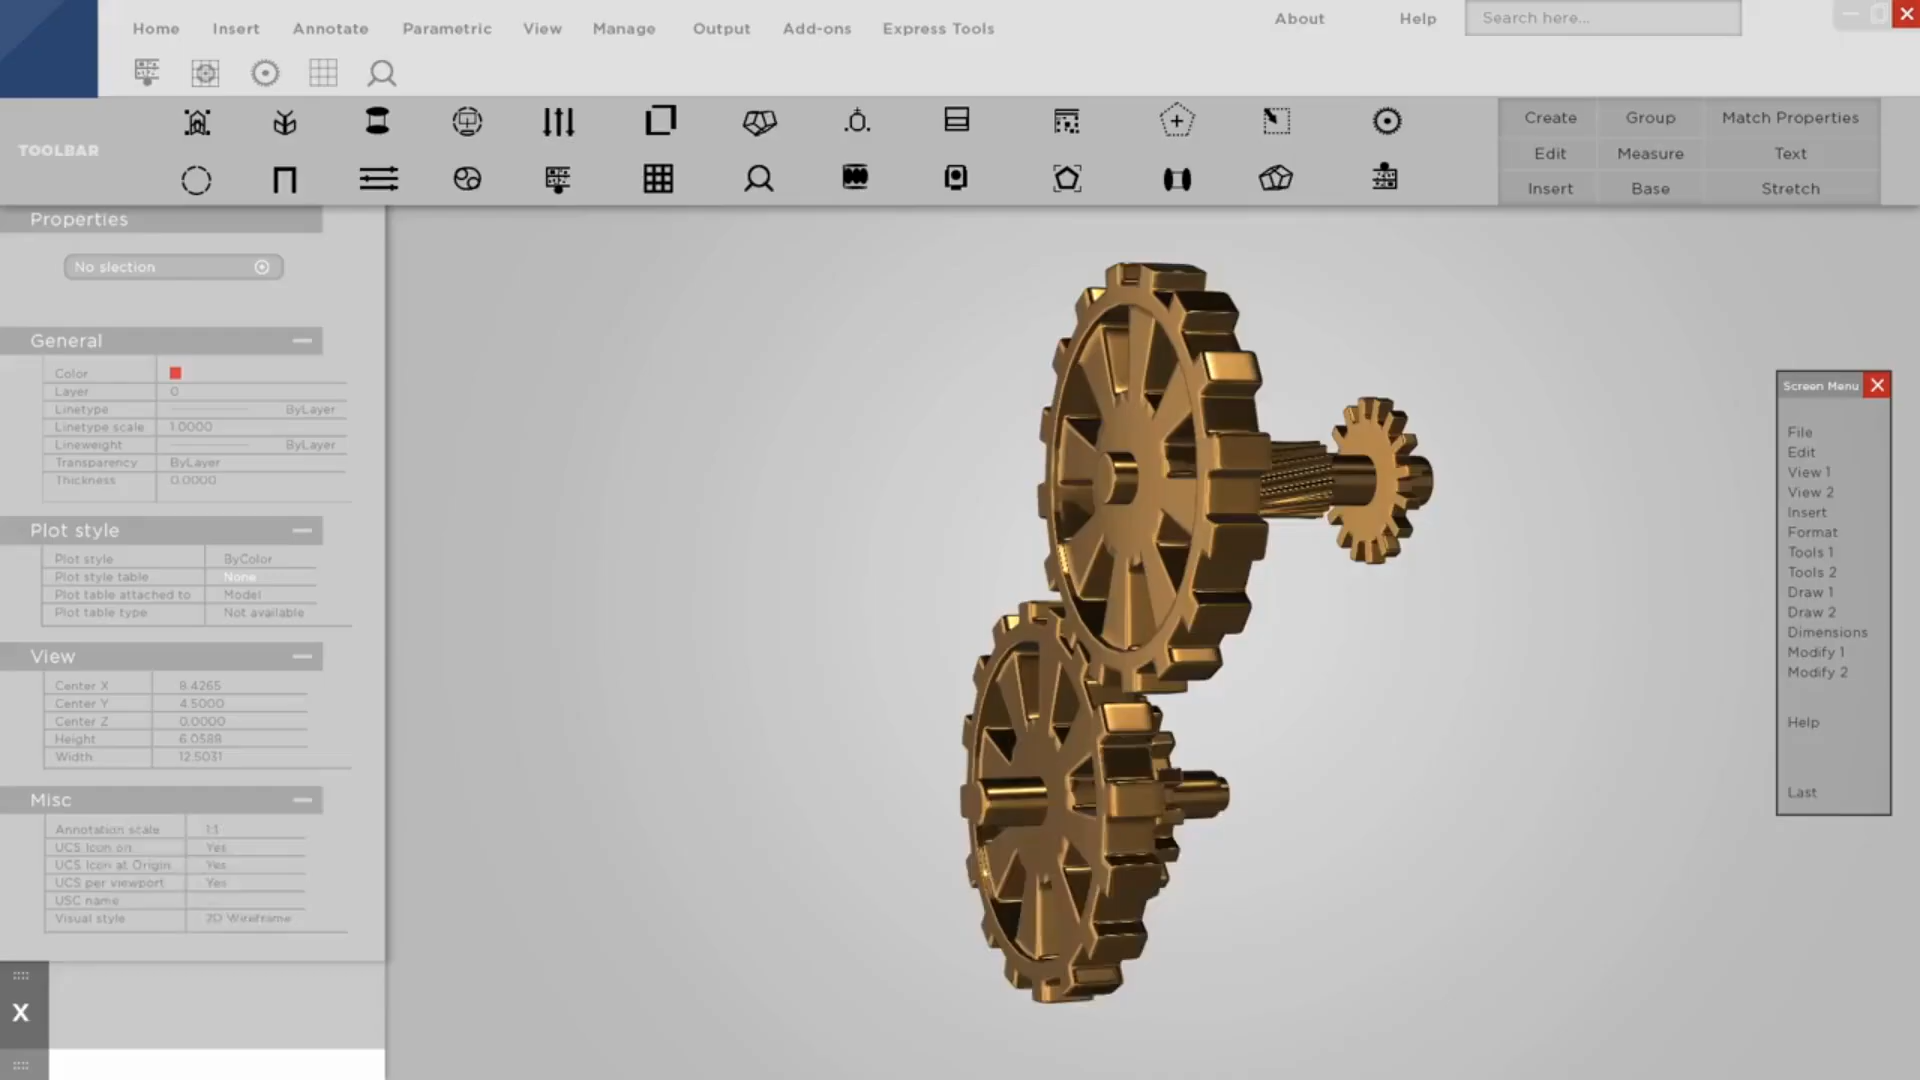 Home Insert Annotate Parametric View Manage Output Add-ons Express Tools
About Help Search here...
TOOLBAR
Create Group Match Properties
Edit Measure Text
Insert Base Stretch
Properties
No slection
General
Color
Layer 0
Linetype ByLayer
Linetype scale 1.0000
Lineweight ByLayer
Transparency ByLayer
Thickness 0.0000
Plot style
Plot style ByColor
Plot style table None
Plot table attached to Model
Plot table type Not available
View
Center X 8.4265
Center Y 4.5000
Center Z 0.0000
Height 6.0588
Width 12.5031
Misc
Annotation scale 1:1
UCS Icon on Yes
UCS Icon at Origin Yes
UCS per viewport Yes
USC name
Visual style 2D Wireframe
X
Screen Menu
File
Edit
View 1
View 2
Insert
Format
Tools 1
Tools 2
Draw 1
Draw 2
Dimensions
Modify 1
Modify 2
Help
Last